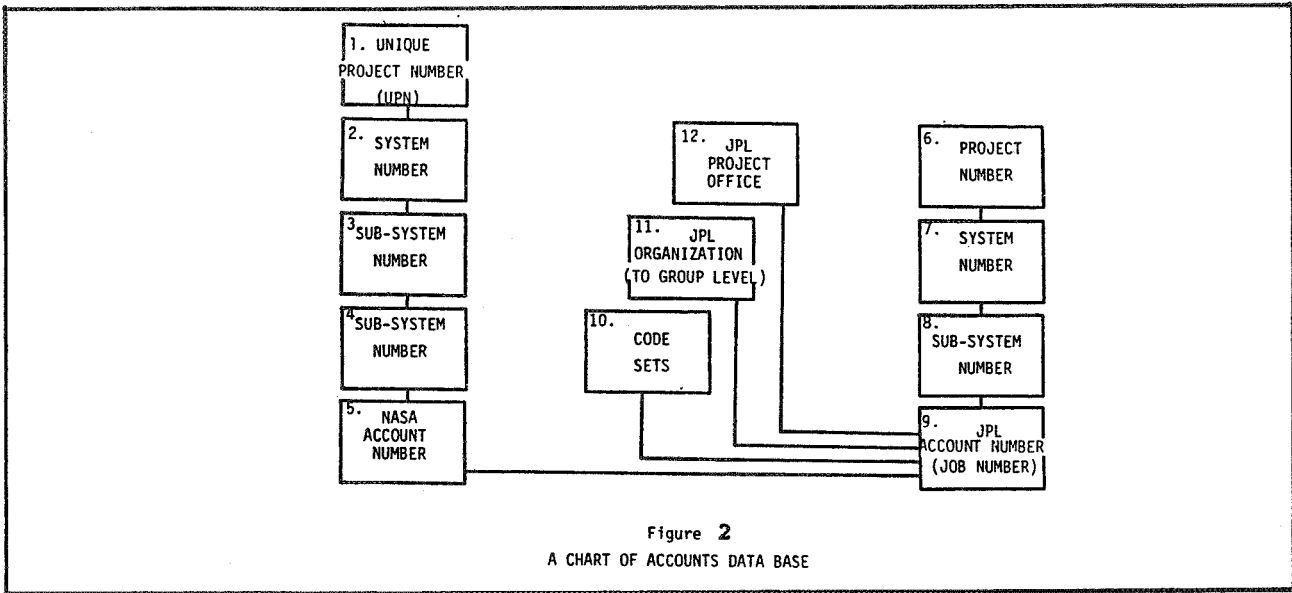 1. UNIQUE
PROJECT NUMBER
(UPN)
2. SYSTEM
NUMBER
3 SUB-SYSTEM
NUMBER
4 SUB-SYSTEM
NUMBER
5. NASA
ACCOUNT
NUMBER
12. JPL
PROJECT
OFFICE
11. JPL
ORGANIZATION
(TO GROUP LEVEL)
10. CODE
SETS
6. PROJECT
NUMBER
7. SYSTEM
NUMBER
8. SUB-SYSTEM
NUMBER
9. JPL
ACCOUNT NUMBER
(JOB NUMBER)
Figure 2
A CHART OF ACCOUNTS DATA BASE